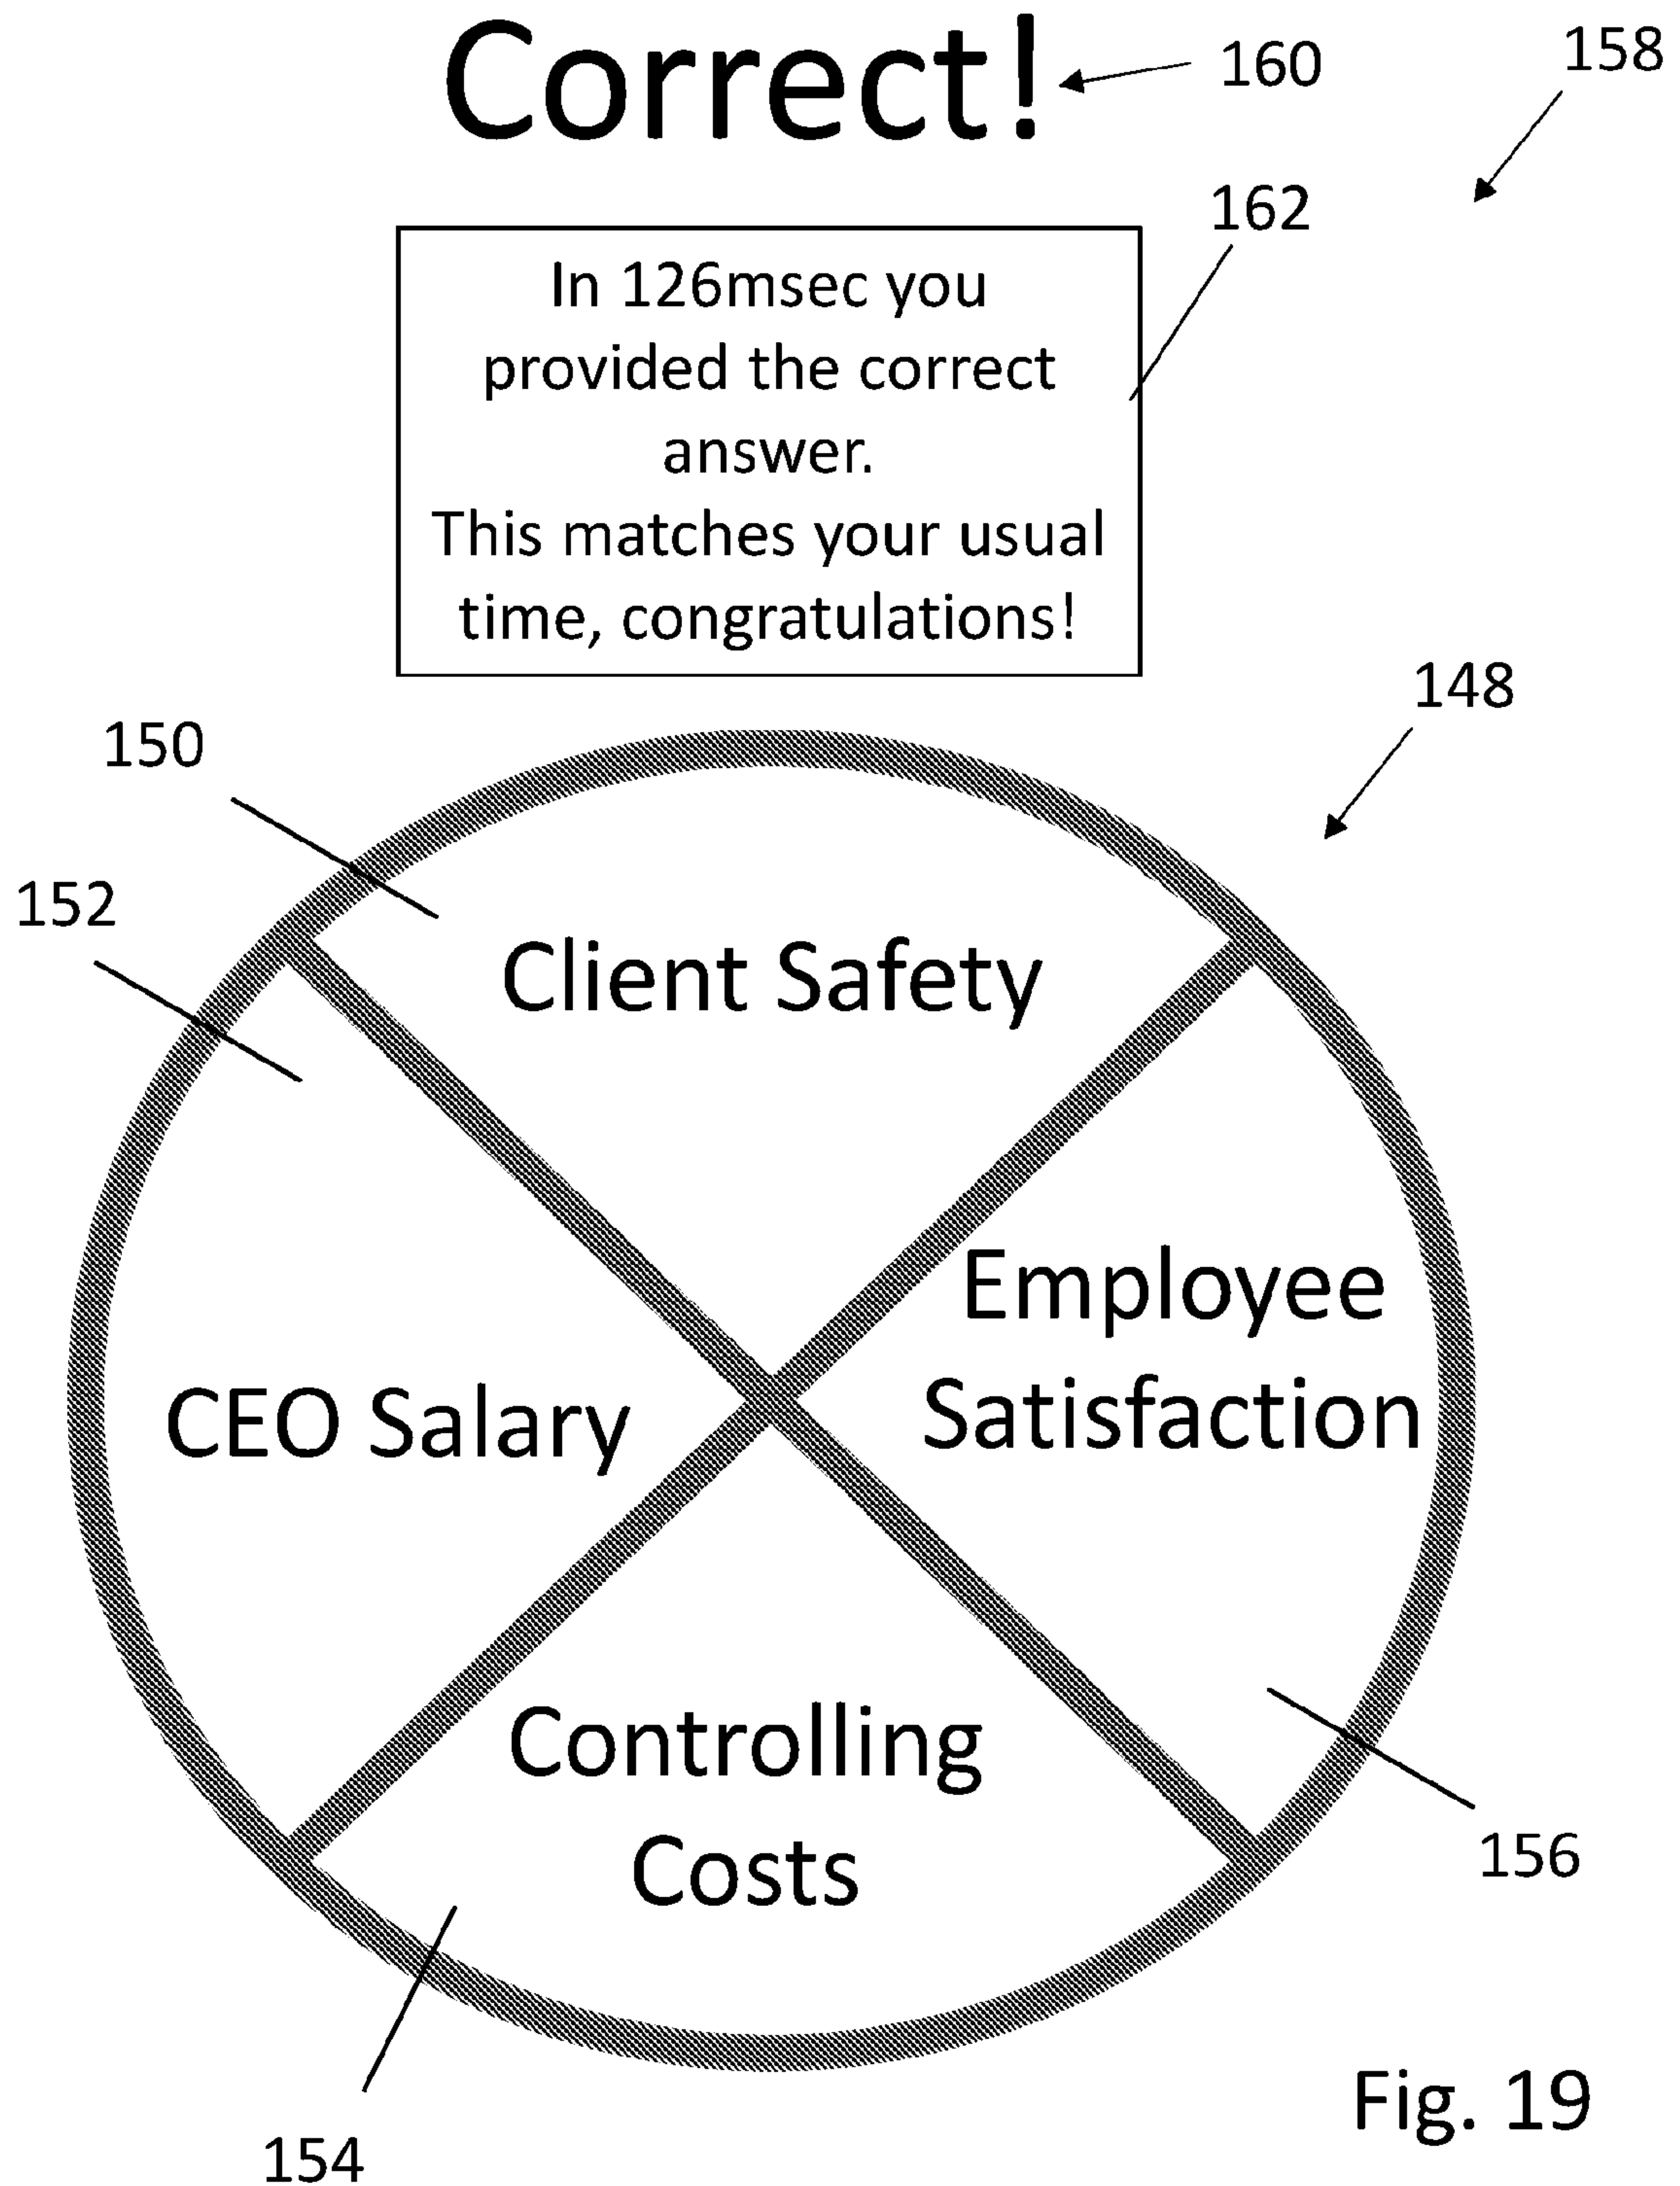 Correct!
160
158
162
In 126msec you
provided the correct
answer.
This matches your usual
time, congratulations!
148
150
152
Client Safety
Employee
Satisfaction
CEO Salary
Controlling
Costs
156
154
Fig. 19